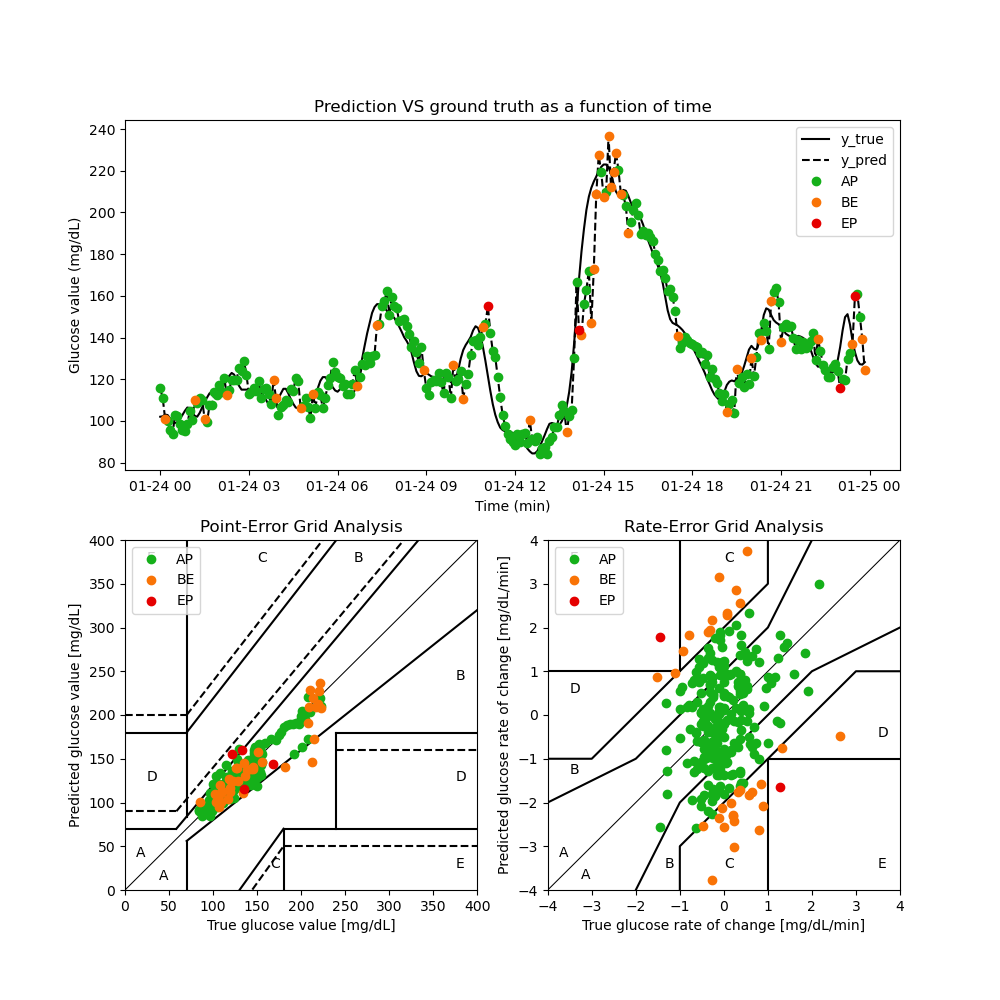 Prediction VS ground truth as a function of time
Glucose value (mg/dL)
240
220
200
180
160
140
120
100
80
y_true
y_pred
AP
BE
EP
01-24 00 01-24 03 01-24 06 01-24 09 01-24 12 01-24 15 01-24 18 01-24 21 01-25 00
Time (min)
Point-Error Grid Analysis
Predicted glucose value [mg/dL]
400
350
300
250
200
150
100
50
0
AP
BE
EP
C
B
B
D
D
A
A
C
E
0 50 100 150 200 250 300 350 400
True glucose value [mg/dL]
Rate-Error Grid Analysis
Predicted glucose rate of change [mg/dL/min]
4
3
2
1
0
−1
−2
−3
−4
AP
BE
EP
C
D
D
B
A
A
B
C
E
−4 −3 −2 −1 0 1 2 3 4
True glucose rate of change [mg/dL/min]